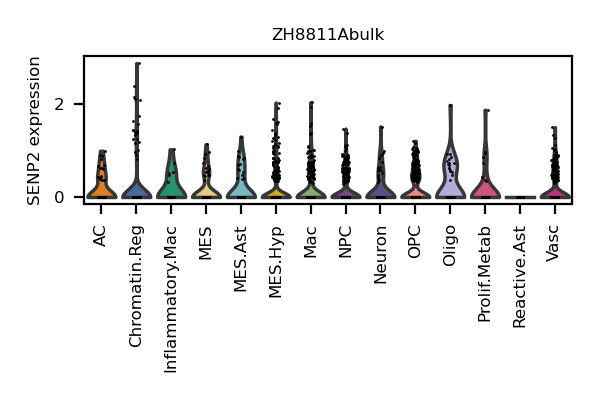 ZH8811Abulk
SENP2 expression
2
0
AC
Chromatin.Reg
Inflammatory.Mac
MES
MES.Ast
MES.Hyp
Mac
NPC
Neuron
OPC
Oligo
Prolif.Metab
Reactive.Ast
Vasc